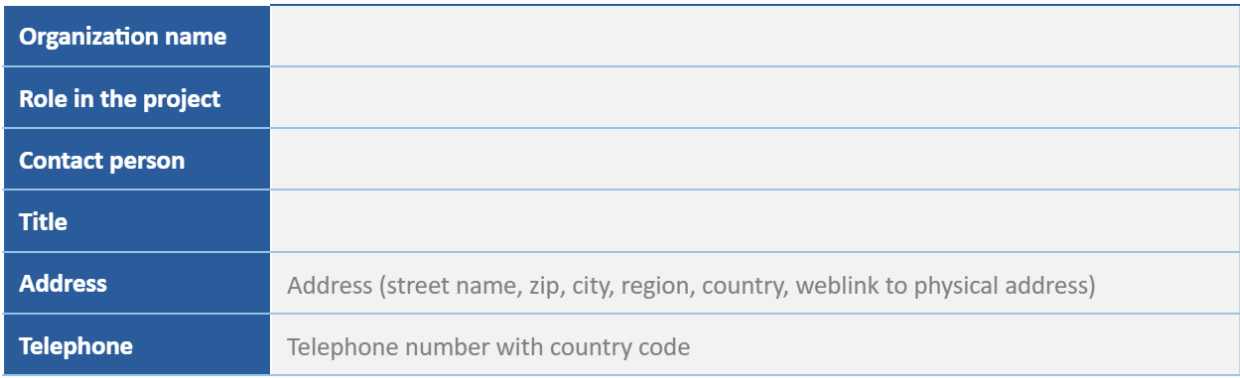 Organization name
Role in the project
Contact person
Title
Address
Address (street name, zip, city, region, country, weblink to physical address)
Telephone
Telephone number with country code